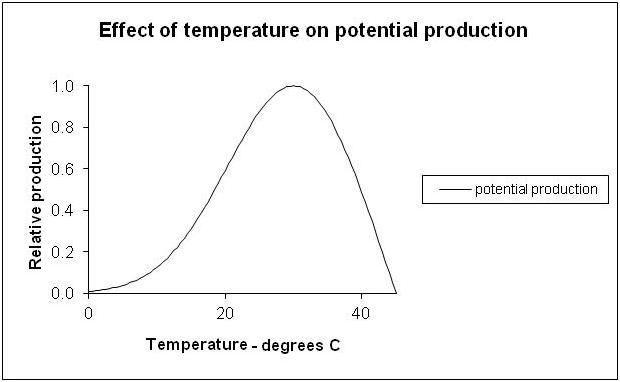 Effect of temperature on potential production
1.0
0.8
0.6
0.4
0.2
0.0
Relative production
0
20
40
Temperature - degrees C
potential production